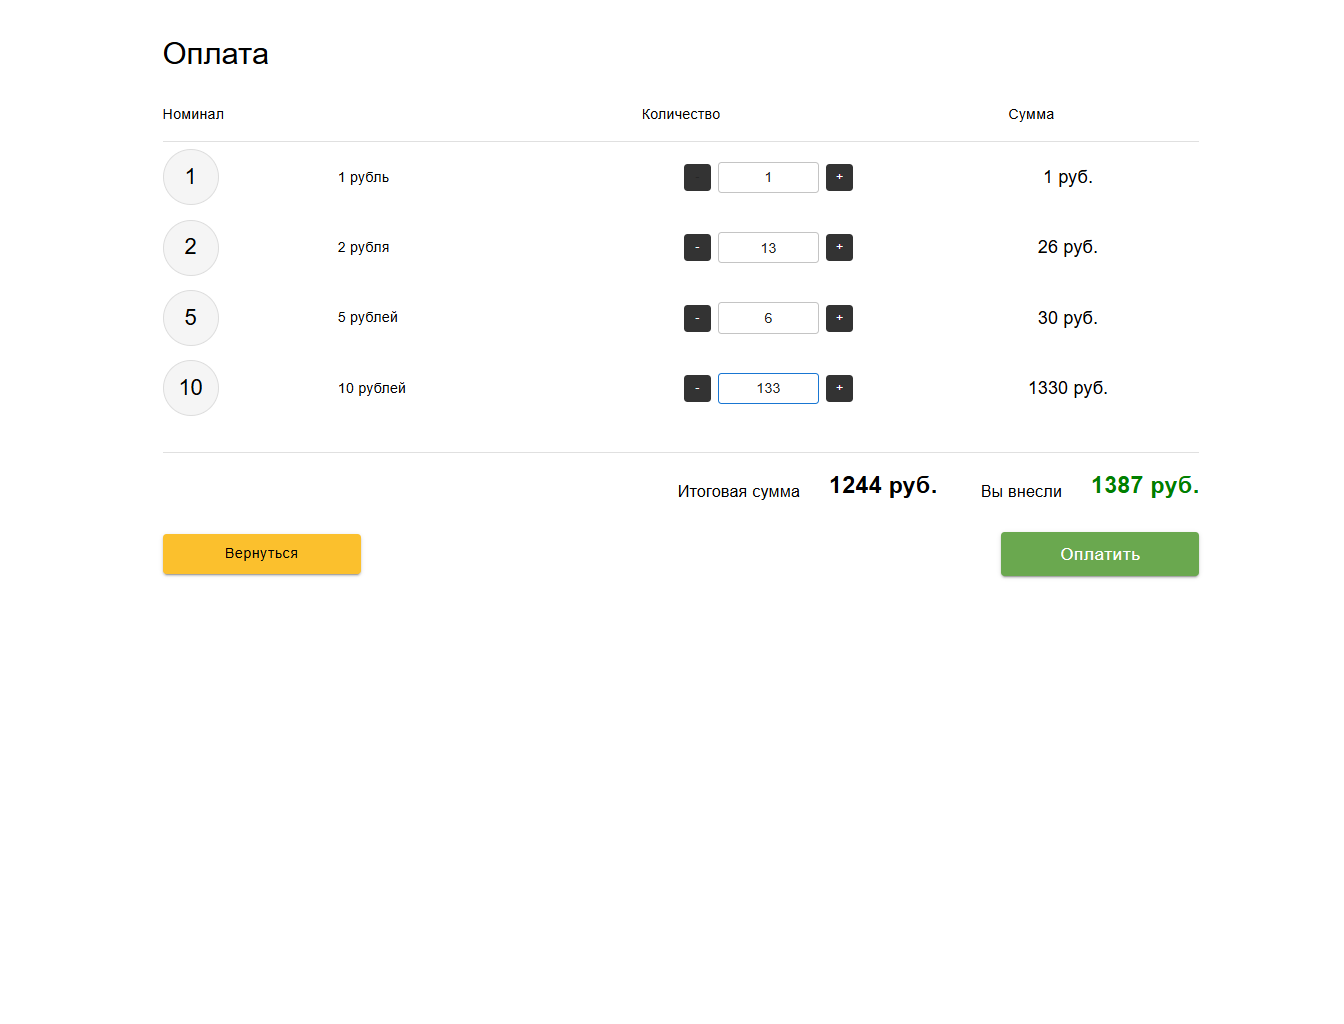 Оплата
Номинал Количество Сумма
1 1 рубль - 1 + 1 руб.
2 2 рубля - 13 + 26 руб.
5 5 рублей - 6 + 30 руб.
10 10 рублей - 133 + 1330 руб.
Итоговая сумма 1244 руб. Вы внесли 1387 руб.
Вернуться Оплатить